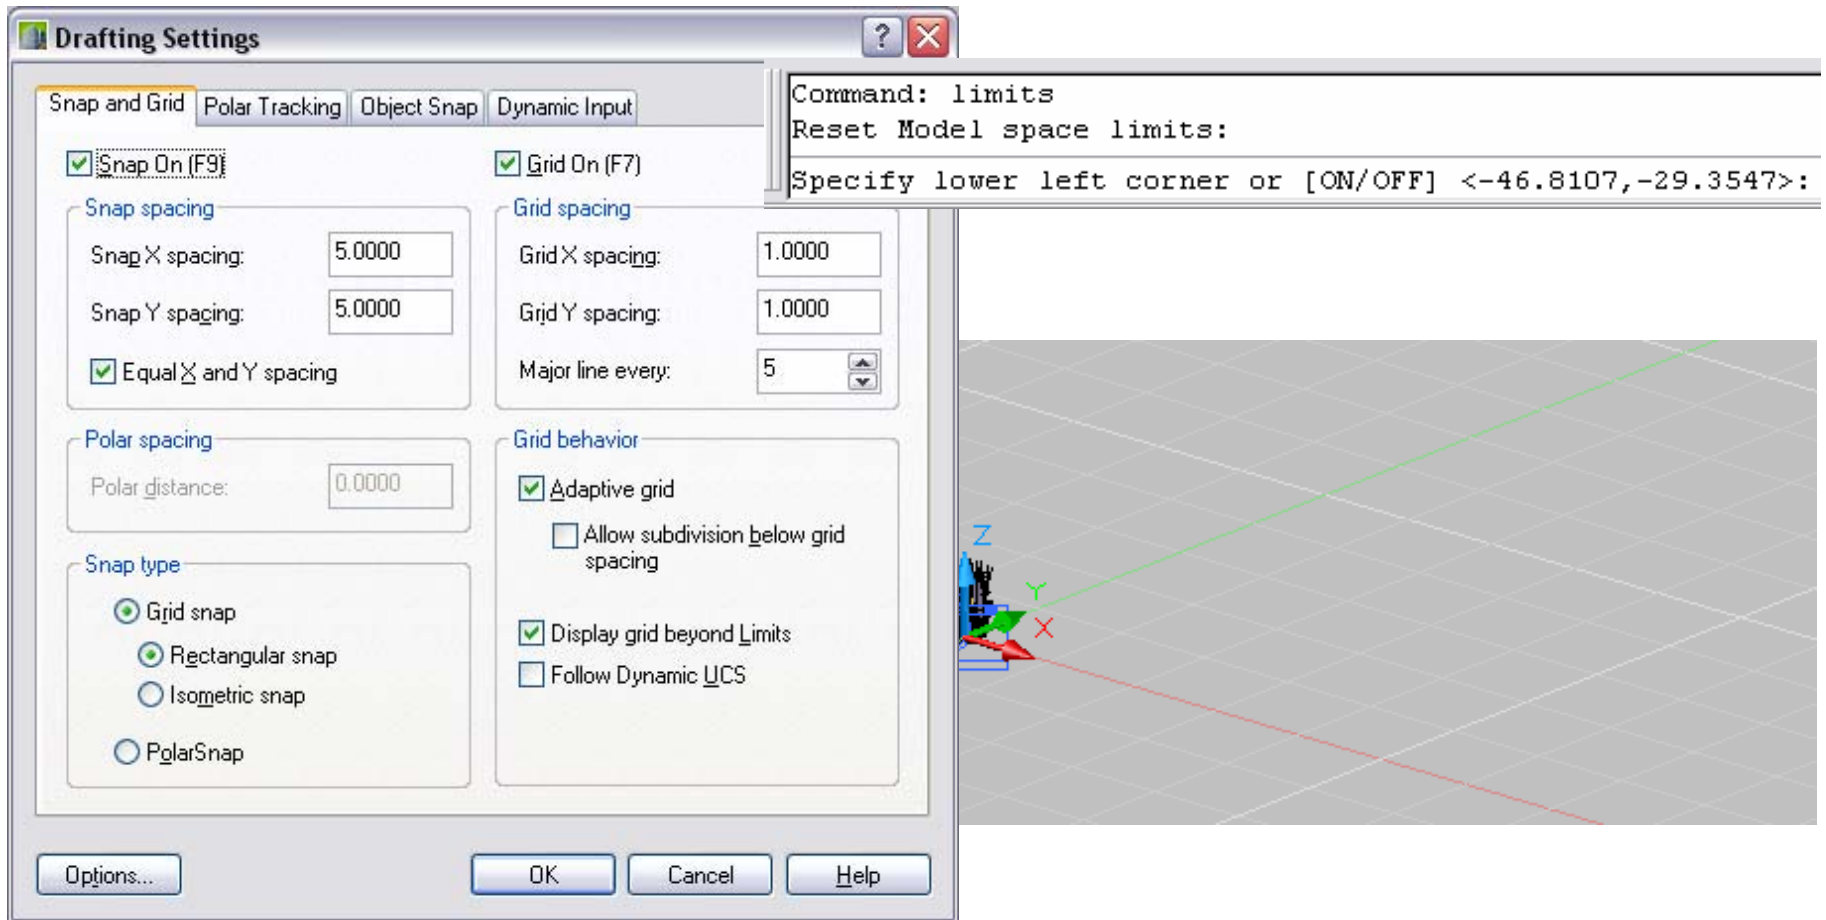 Drafting Settings
Snap and Grid
Polar Tracking
Object Snap
Dynamic Input
Command: limits
Reset Model space limits:
Specify lower left corner or [ON/OFF] <-46.8107,-29.3547>:
Snap On (F9)
Snap spacing
Snap X spacing: 5.0000
Snap Y spacing: 5.0000
Equal X and Y spacing
Polar spacing
Polar distance: 0.0000
Snap type
Grid snap
Rectangular snap
Isometric snap
PolarSnap
Grid On (F7)
Grid spacing
Grid X spacing: 1.0000
Grid Y spacing: 1.0000
Major line every: 5
Grid behavior
Adaptive grid
Allow subdivision below grid
spacing
Display grid beyond Limits
Follow Dynamic UCS
Z
Y
X
Options...
OK
Cancel
Help